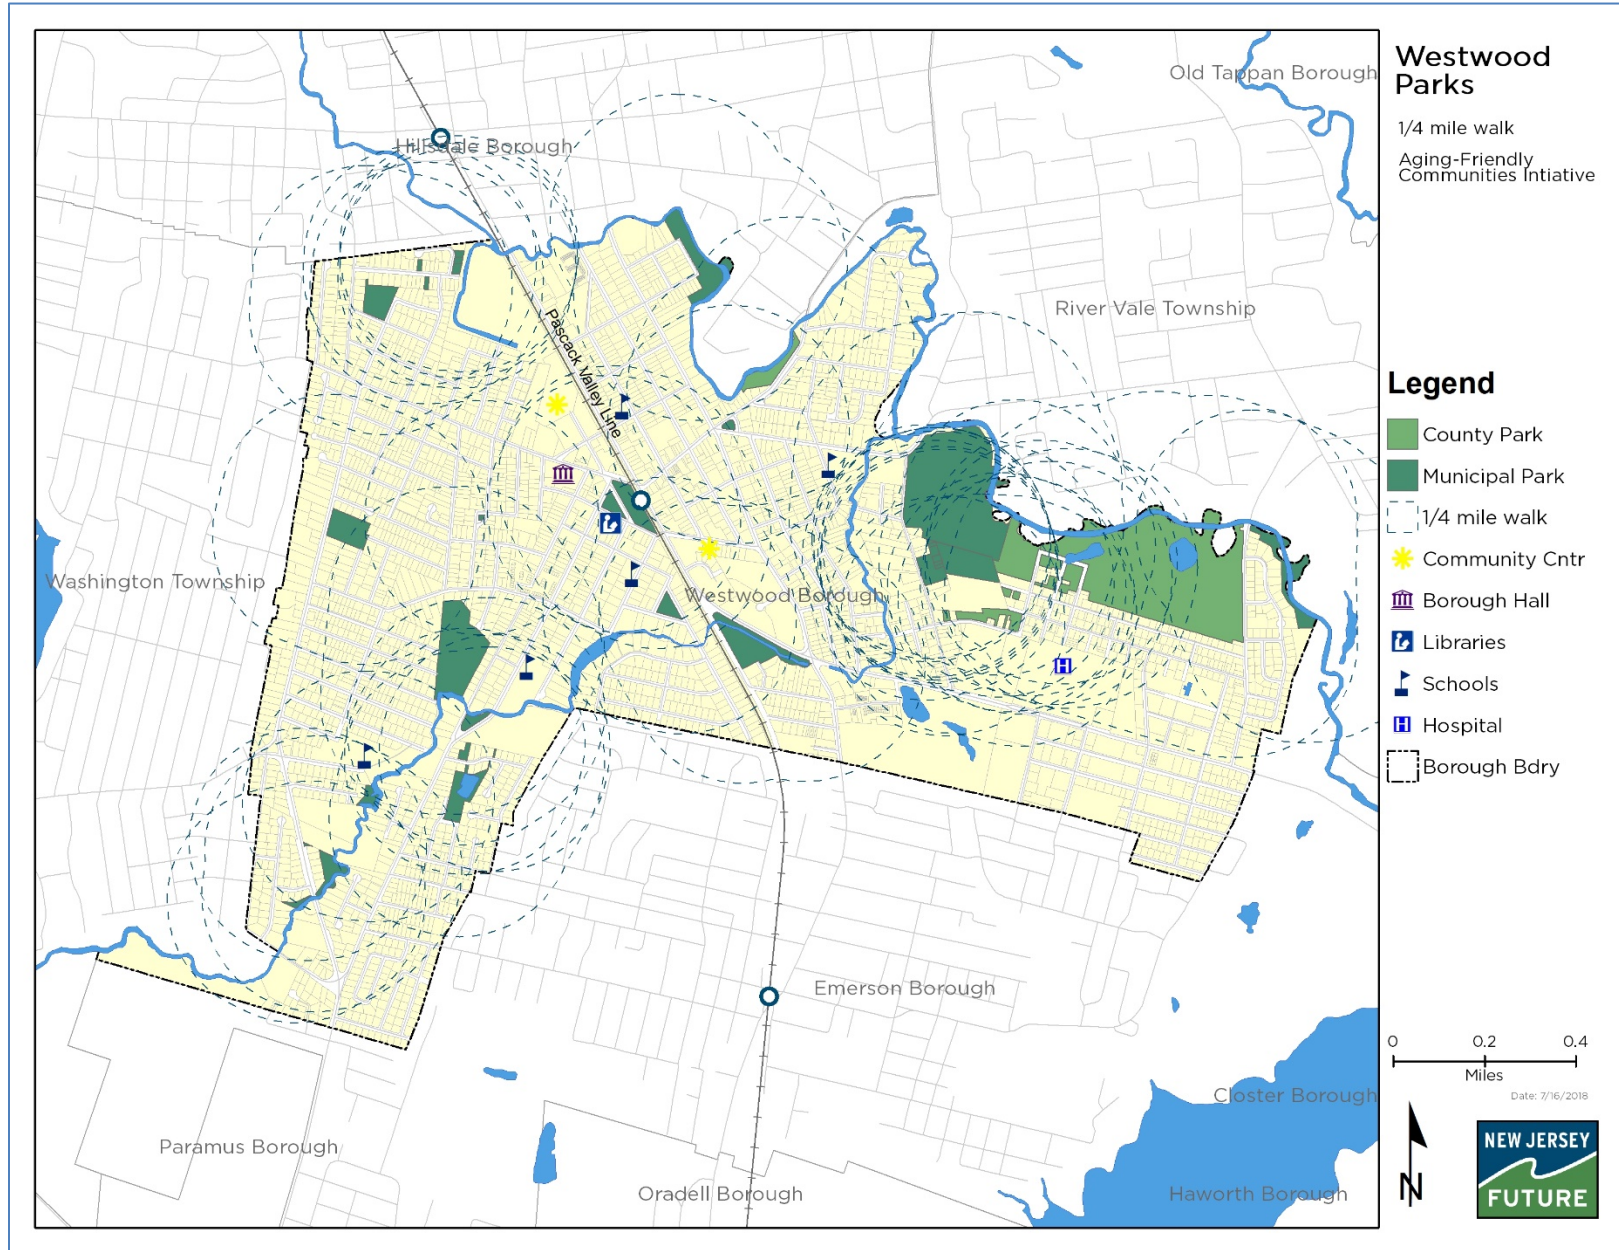 Westwood
Parks
1/4 mile walk
Aging-Friendly
Communities Intiative
Old Tappan Borough
Hillsdale Borough
River Vale Township
Pascack Valley Line
Washington Township
Westwood Borough
Emerson Borough
Closter Borough
Paramus Borough
Oradell Borough
Haworth Borough
Legend
County Park
Municipal Park
1/4 mile walk
Community Cntr
Borough Hall
Libraries
Schools
H Hospital
Borough Bdry
H
0 0.2 0.4
Miles
Date: 7/16/2018
N
NEW JERSEY
FUTURE